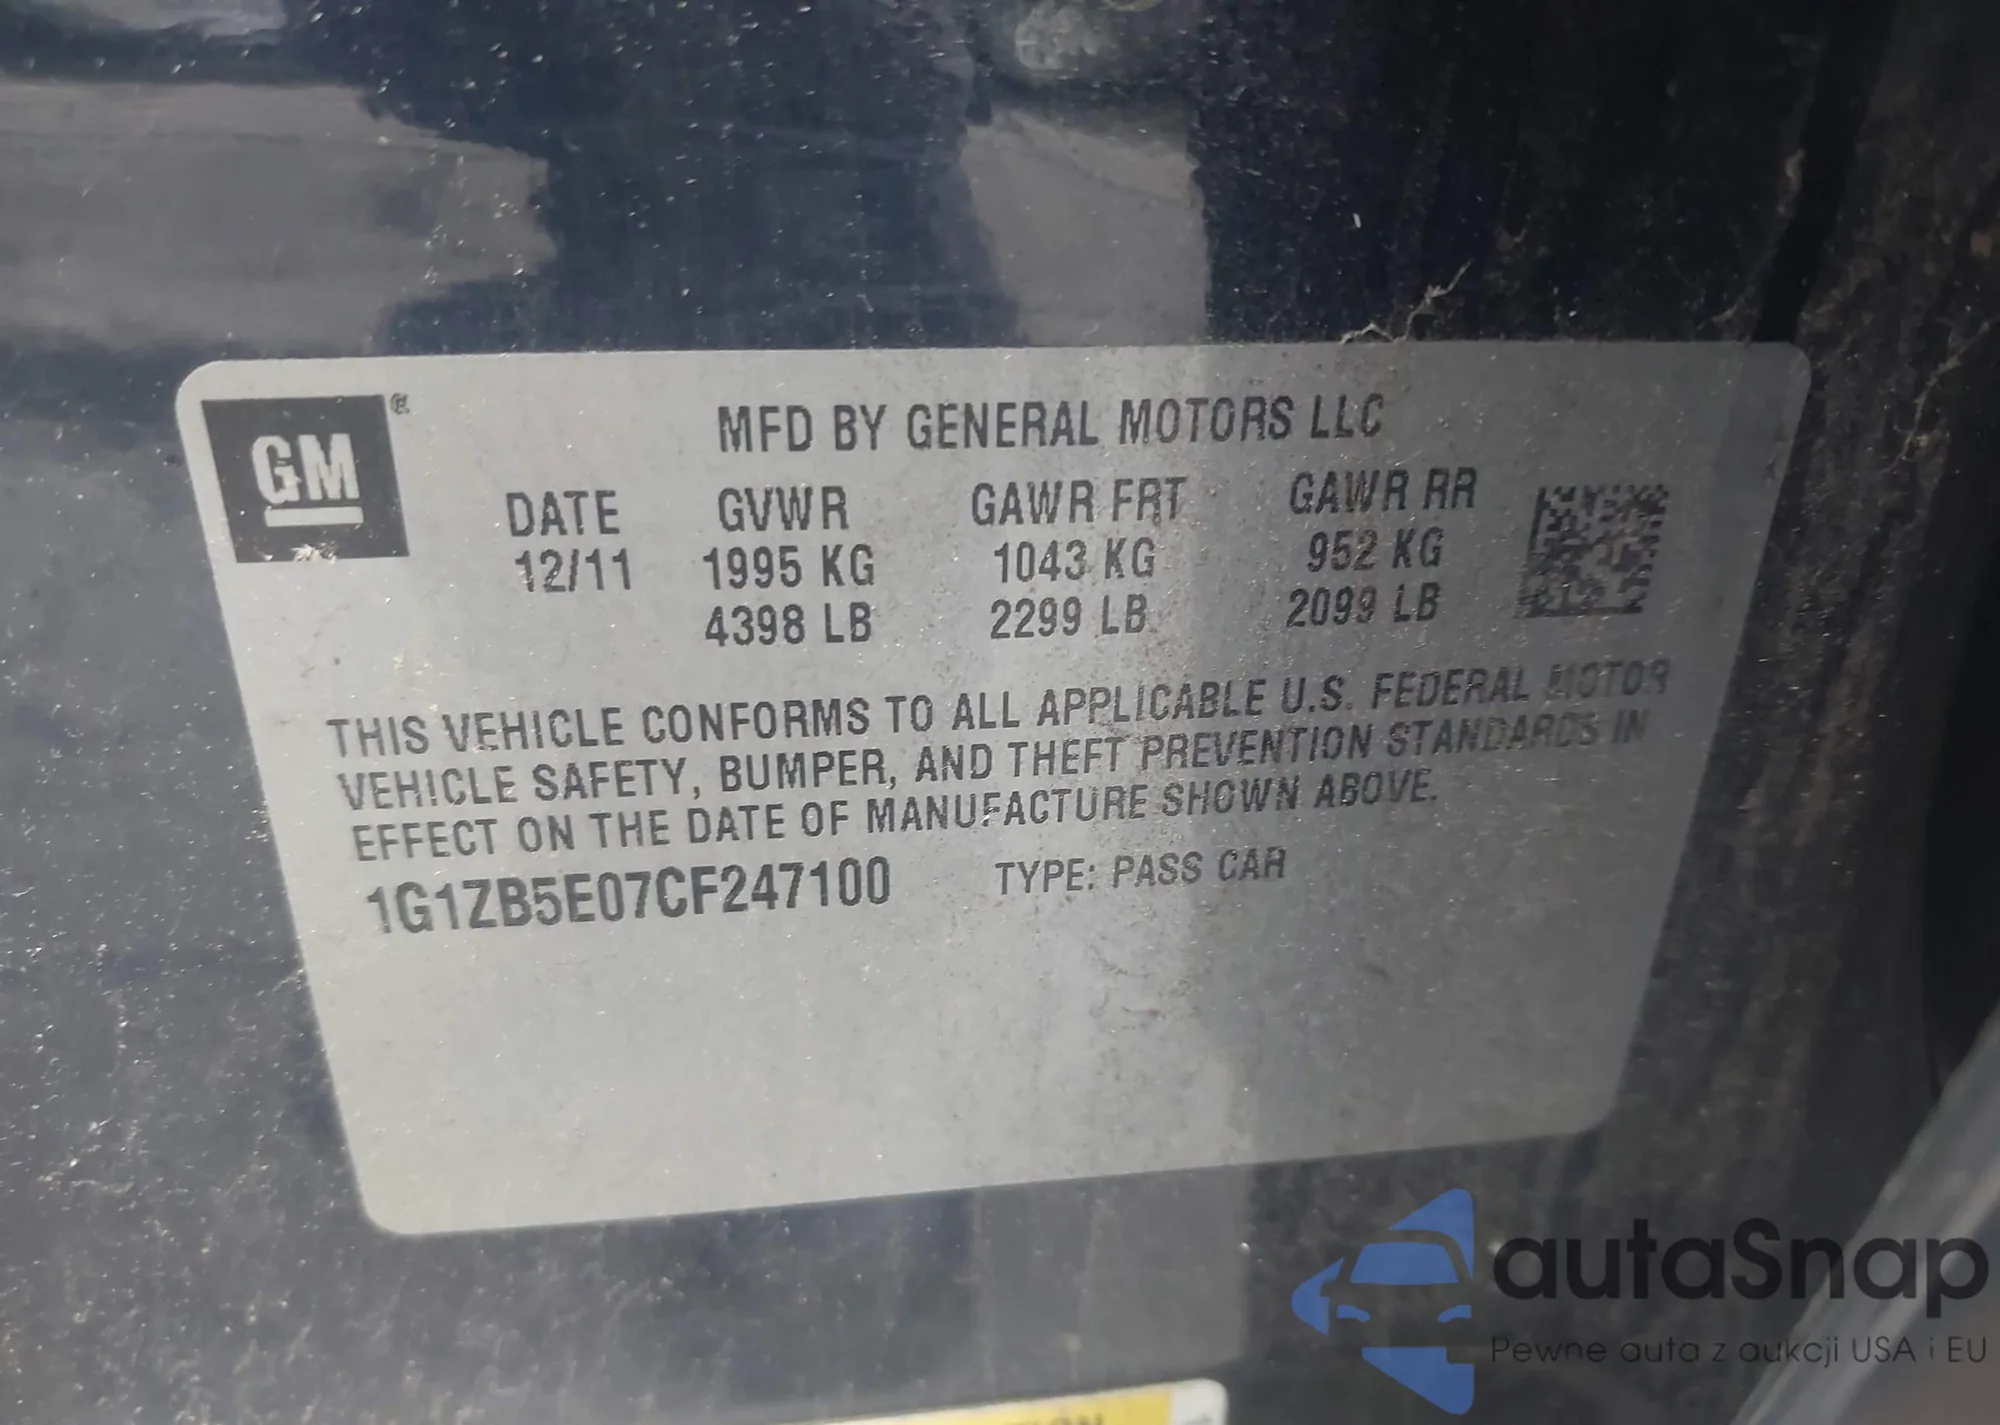 GM
MFD BY GENERAL MOTORS LLC
DATE GVWR GAWR FRT GAWR RR
12/11 1995 KG 1043 KG 952 KG
4398 LB 2299 LB 2099 LB
THIS VEHICLE CONFORMS TO ALL APPLICABLE U.S. FEDERAL MOTOR
VEHICLE SAFETY, BUMPER, AND THEFT PREVENTION STANDARDS IN
EFFECT ON THE DATE OF MANUFACTURE SHOWN ABOVE.
1G1ZB5E07CF247100 TYPE: PASS CAR
autaSnap
Pewne auta z aukcji USA i EU